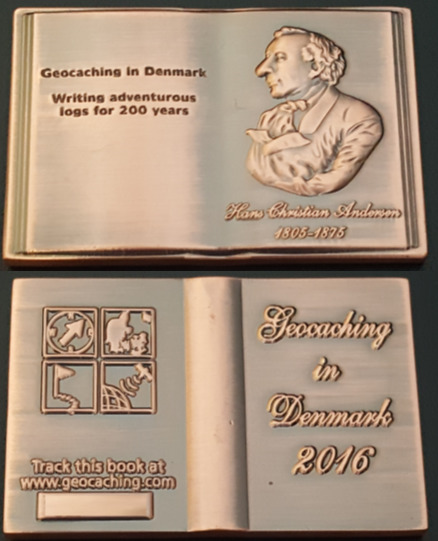 Geocaching in Denmark
Writing adventurous
logs for 200 years
Hans Christian Andersen
1805-1875
Geocaching
in
Denmark
2016
Track this book at
www.geocaching.com